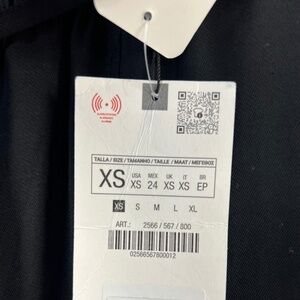 TALLA / SIZE / TAMANHO / TAILLE / MAAT / ΜΕΓΕΘΟΣ
XS
USA MEX UK IT BR
XS 24 XS XS EP
XS S M L XL
ART.: 2566 / 567 / 800
02566567800012